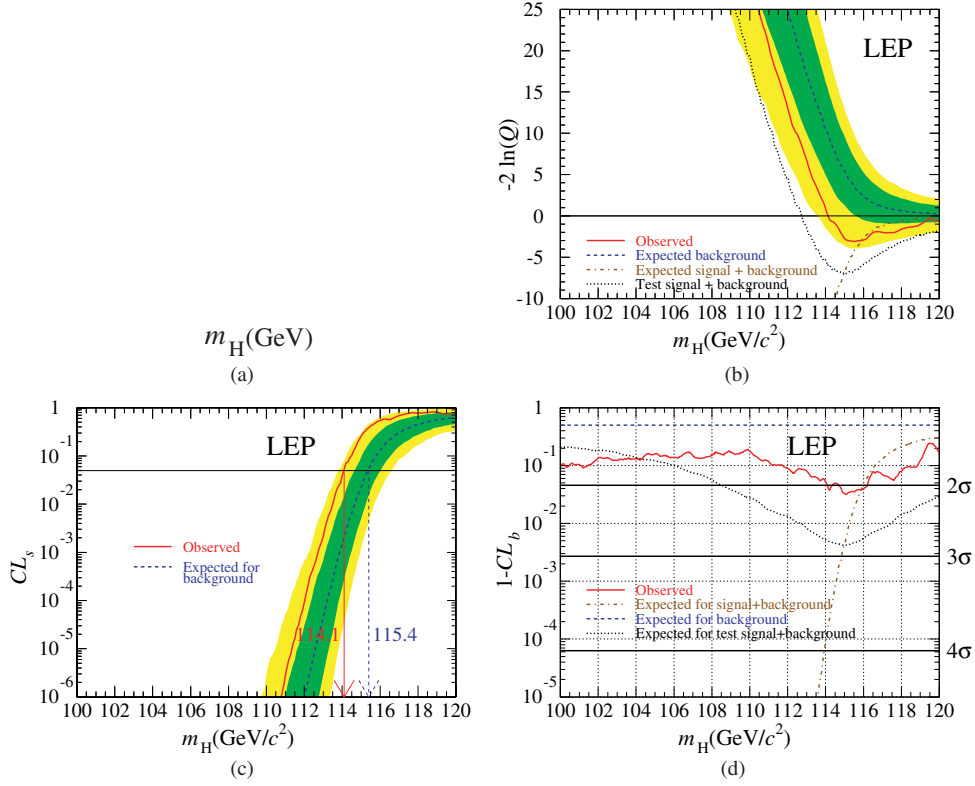 m_H(GeV)
(a)
25
20
15
10
5
0
-5
-10
-2 ln(Q)
LEP
Observed
Expected background
Expected signal + background
Test signal + background
100 102 104 106 108 110 112 114 116 118 120
m_H(GeV/c²)
(b)
1
10⁻¹
10⁻²
10⁻³
10⁻⁴
10⁻⁵
10⁻⁶
CL_s
LEP
Observed
Expected for
background
114.1
115.4
100 102 104 106 108 110 112 114 116 118 120
m_H(GeV/c²)
(c)
1
10⁻¹
10⁻²
10⁻³
10⁻⁴
10⁻⁵
1-CL_b
LEP
2σ
3σ
4σ
Observed
Expected for signal+background
Expected for background
Expected for test signal+background
100 102 104 106 108 110 112 114 116 118 120
m_H(GeV/c²)
(d)